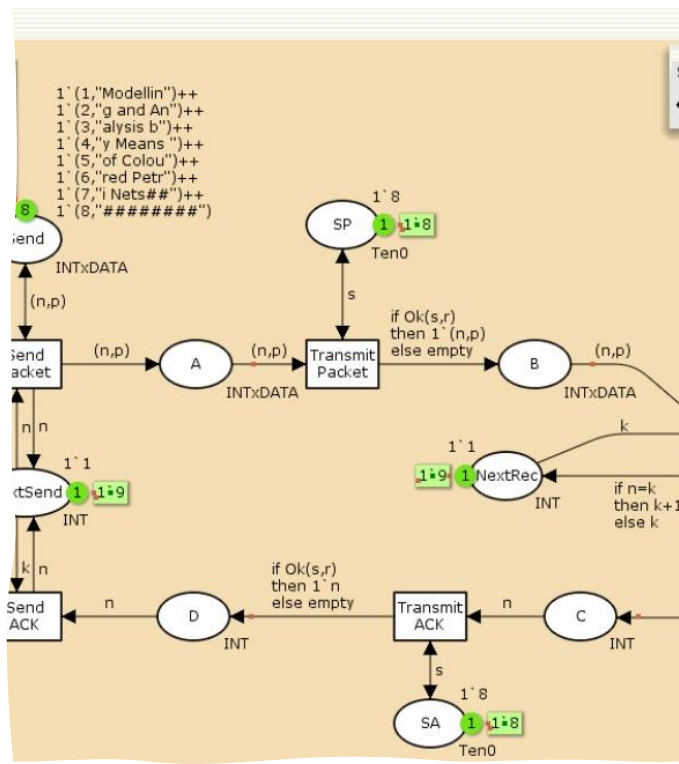 1`(1,"Modellin")++
1`(2,"g and An")++
1`(3,"alysis b")++
1`(4,"y Means ")++
1`(5,"of Colou")++
1`(6,"red Petr")++
1`(7,"i Nets##")++
1`(8,"########")
8
end
INTxDATA
1`8
SP
1
1`8
Ten0
(n,p)
s
if Ok(s,r)
then 1`(n,p)
else empty
Send
acket
(n,p)
A
(n,p)
Transmit
Packet
B
(n,p)
INTxDATA
INTxDATA
n
n
k
1`1
xtSend
1
1`9
INT
1`1
1`9
1
NextRec
INT
if n=k
then k+1
else k
k
n
if Ok(s,r)
then 1`n
else empty
Send
ACK
n
D
INT
Transmit
ACK
n
C
INT
s
1`8
SA
1
1`8
Ten0